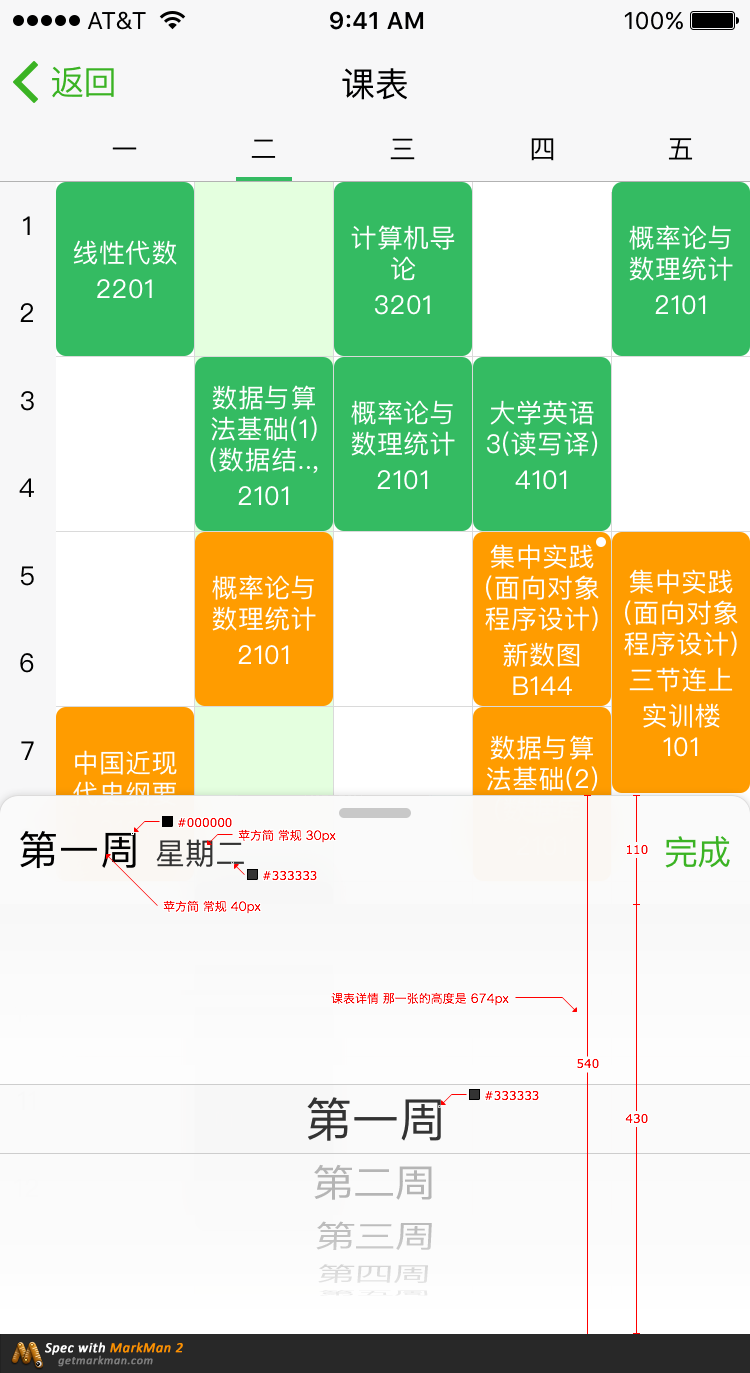 AT&T 9:41 AM 100%
返回 课表
一 二 三 四 五
1
2
线性代数
2201
计算机导
论
3201
概率论与
数理统计
2101
3
4
数据与算
法基础(1)
(数据结..,
2101
概率论与
数理统计
2101
大学英语
3(读写译)
4101
5
6
概率论与
数理统计
2101
集中实践
(面向对象
程序设计)
新数图
B144
集中实践
(面向对象
程序设计)
三节连上
实训楼
101
7
中国近现
代史纲要
数据与算
法基础(2)
第一周 星期二 完成
#000000
苹方简 常规 30px
#333333
苹方简 常规 40px
110
课表详情 那一张的高度是 674px
540
430
#333333
第一周
第二周
第三周
第四周
第五周
Spec with MarkMan 2
getmarkman.com